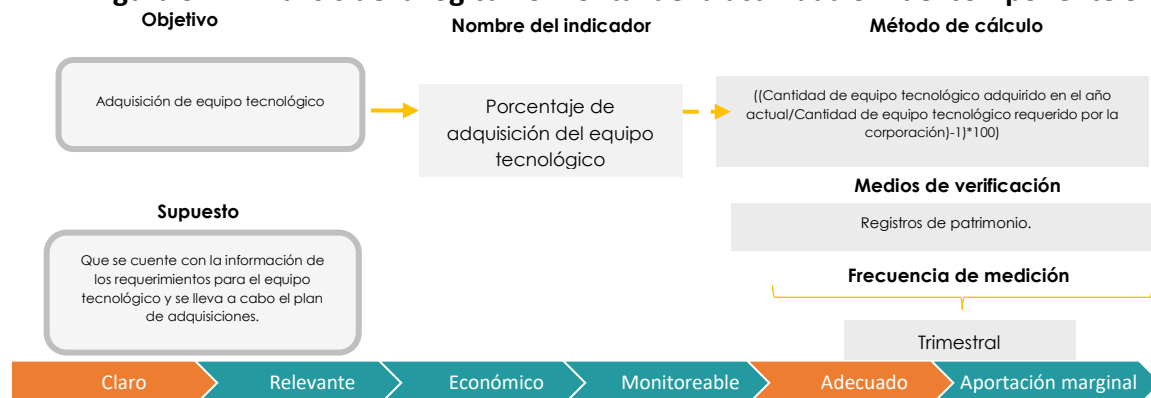 Objetivo
Nombre del indicador
Método de cálculo
Adquisición de equipo tecnológico
Porcentaje de
adquisición del equipo
tecnológico
((Cantidad de equipo tecnológico adquirido en el año
actual/Cantidad de equipo tecnológico requerido por la
corporación)-1)*100)
Medios de verificación
Registros de patrimonio.
Supuesto
Que se cuente con la información de
los requerimientos para el equipo
tecnológico y se lleva a cabo el plan
de adquisiciones.
Frecuencia de medición
Trimestral
Claro
Relevante
Económico
Monitoreable
Adecuado
Aportación marginal